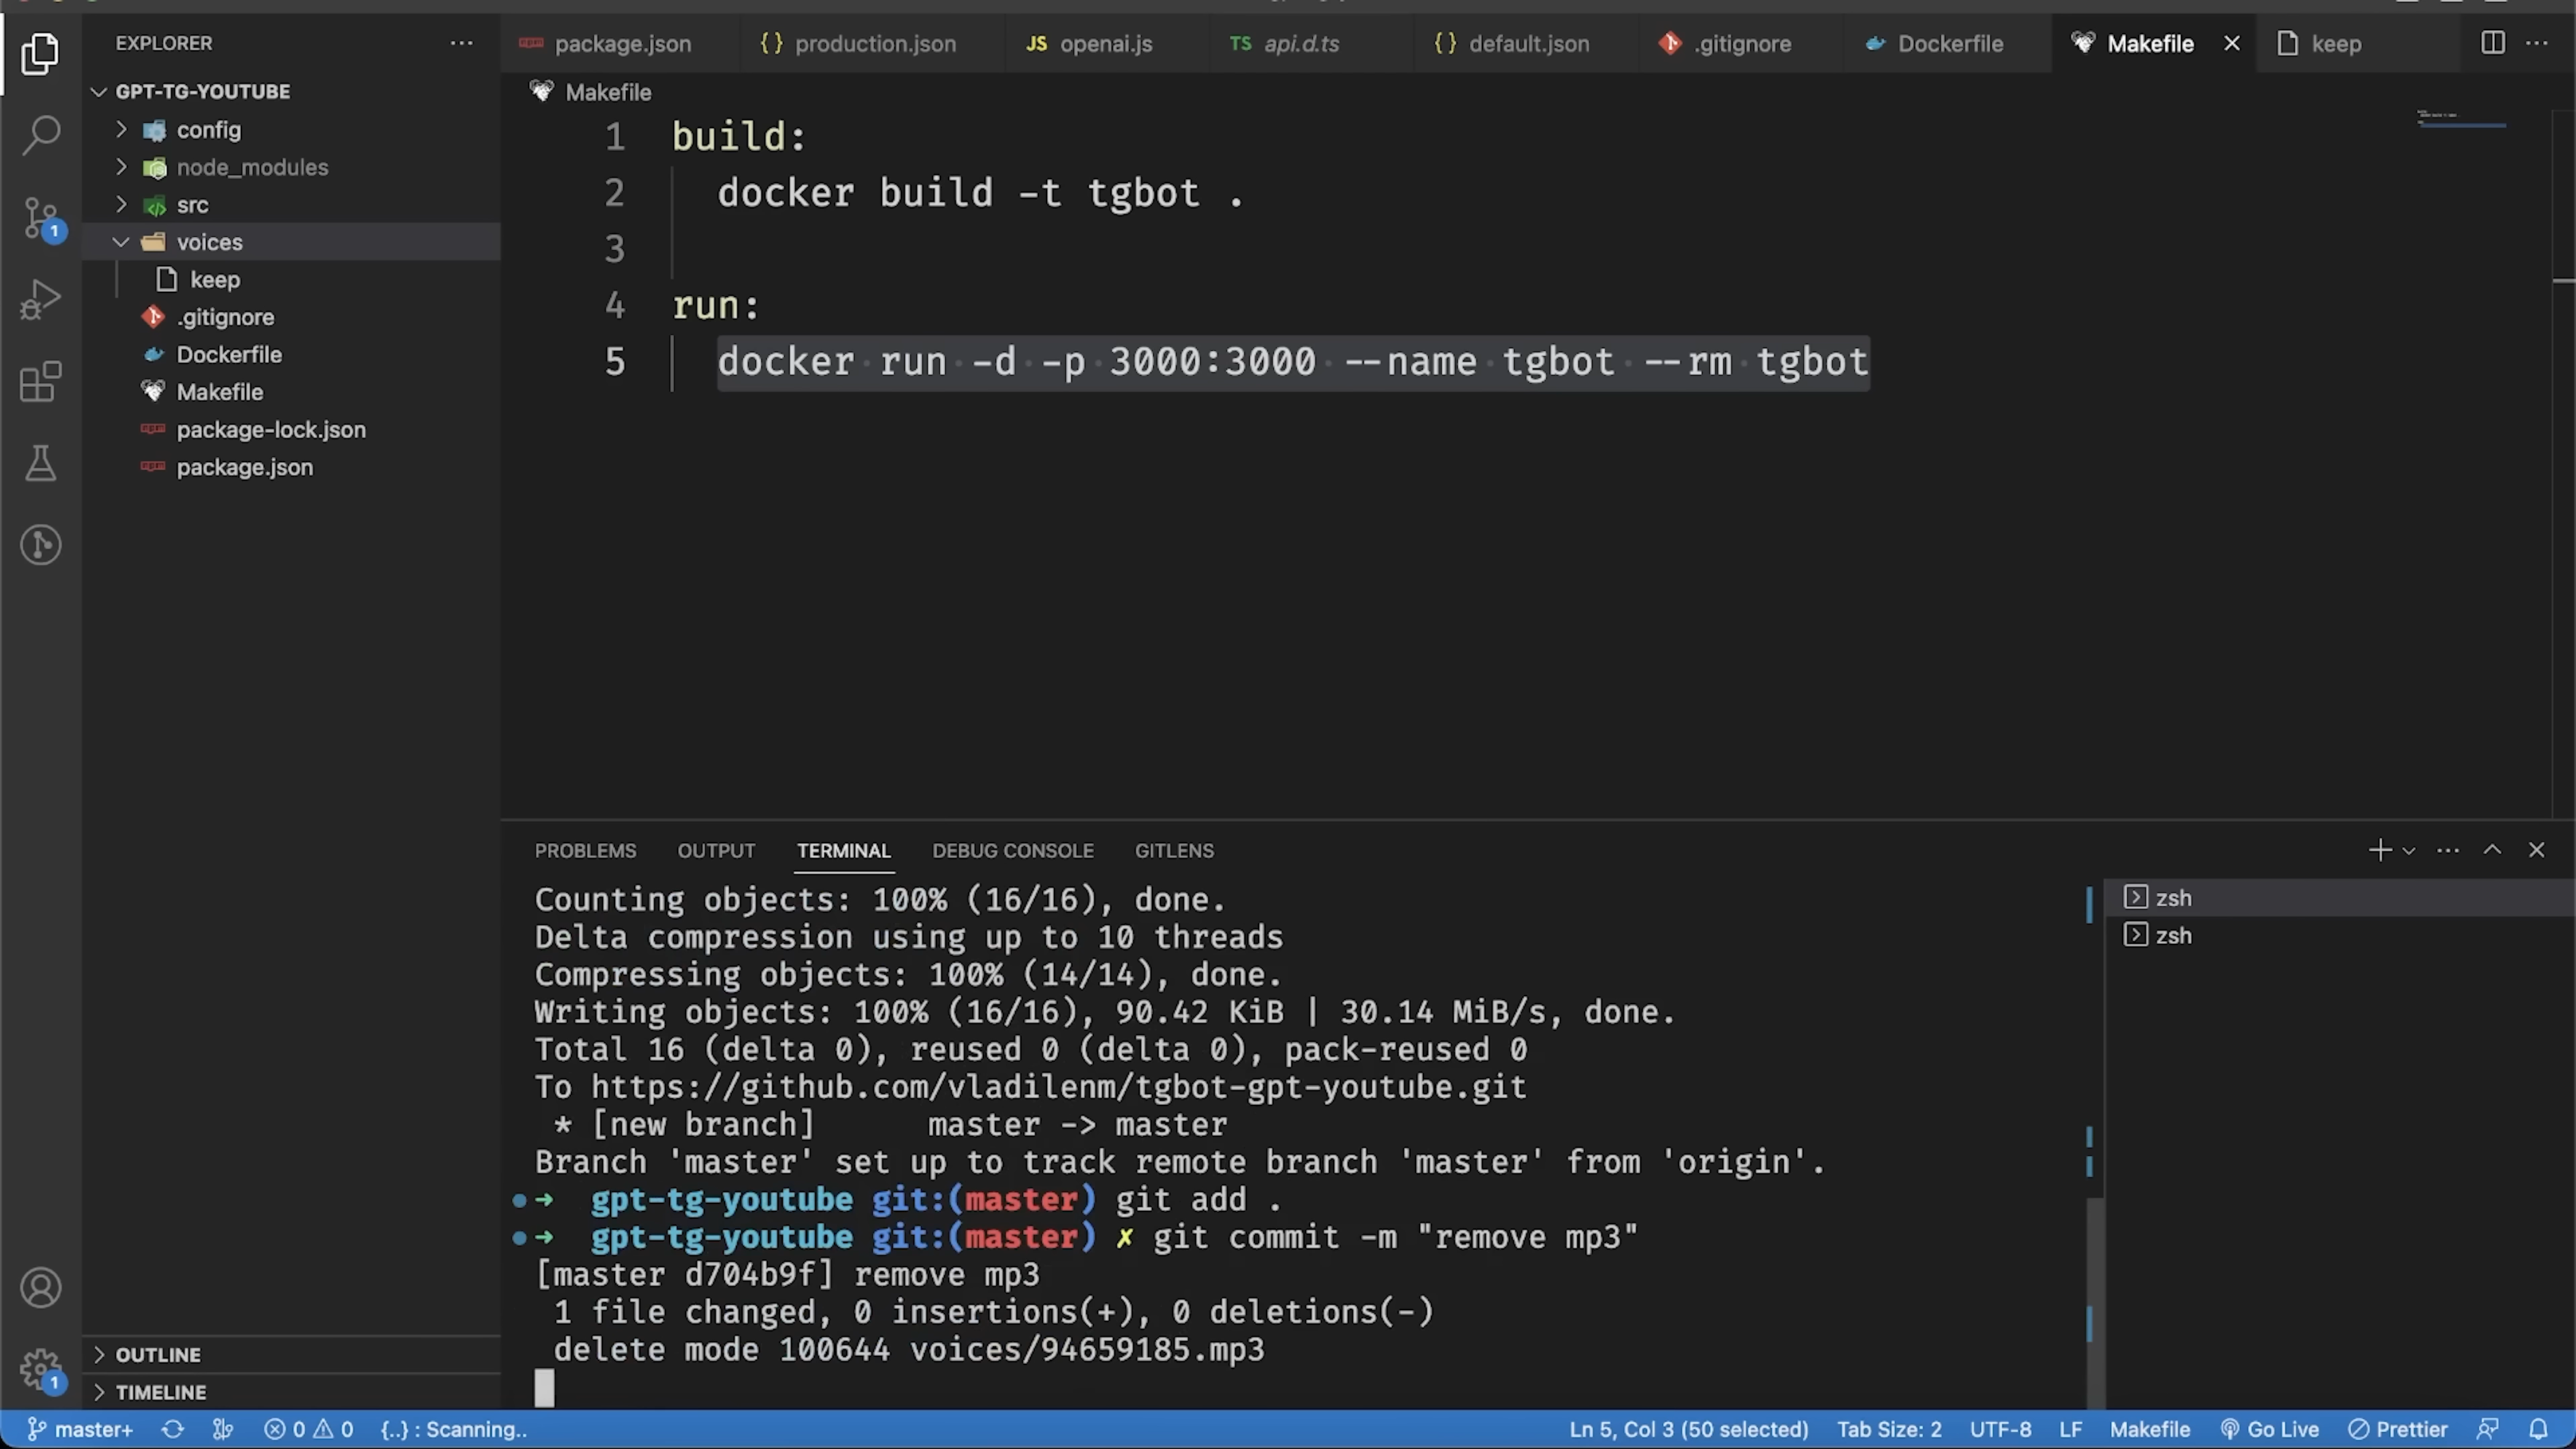 EXPLORER
GPT-TG-YOUTUBE
config
node_modules
src
voices
keep
.gitignore
Dockerfile
Makefile
package-lock.json
package.json
OUTLINE
TIMELINE
1
1
package.json
{} production.json
JS openai.js
TS api.d.ts
{} default.json
.gitignore
Dockerfile
Makefile
keep
Makefile
1 build:
2 docker build -t tgbot .
3
4 run:
5 docker run -d -p 3000:3000 --name tgbot --rm tgbot
PROBLEMS OUTPUT TERMINAL DEBUG CONSOLE GITLENS
Counting objects: 100% (16/16), done.
Delta compression using up to 10 threads
Compressing objects: 100% (14/14), done.
Writing objects: 100% (16/16), 90.42 KiB | 30.14 MiB/s, done.
Total 16 (delta 0), reused 0 (delta 0), pack-reused 0
To https://github.com/vladilenm/tgbot-gpt-youtube.git
* [new branch] master -> master
Branch 'master' set up to track remote branch 'master' from 'origin'.
→ gpt-tg-youtube git:(master) git add .
→ gpt-tg-youtube git:(master) ✗ git commit -m "remove mp3"
[master d704b9f] remove mp3
1 file changed, 0 insertions(+), 0 deletions(-)
delete mode 100644 voices/94659185.mp3
zsh
zsh
master+ 0 0 {..} : Scanning.. Ln 5, Col 3 (50 selected) Tab Size: 2 UTF-8 LF Makefile Go Live Prettier